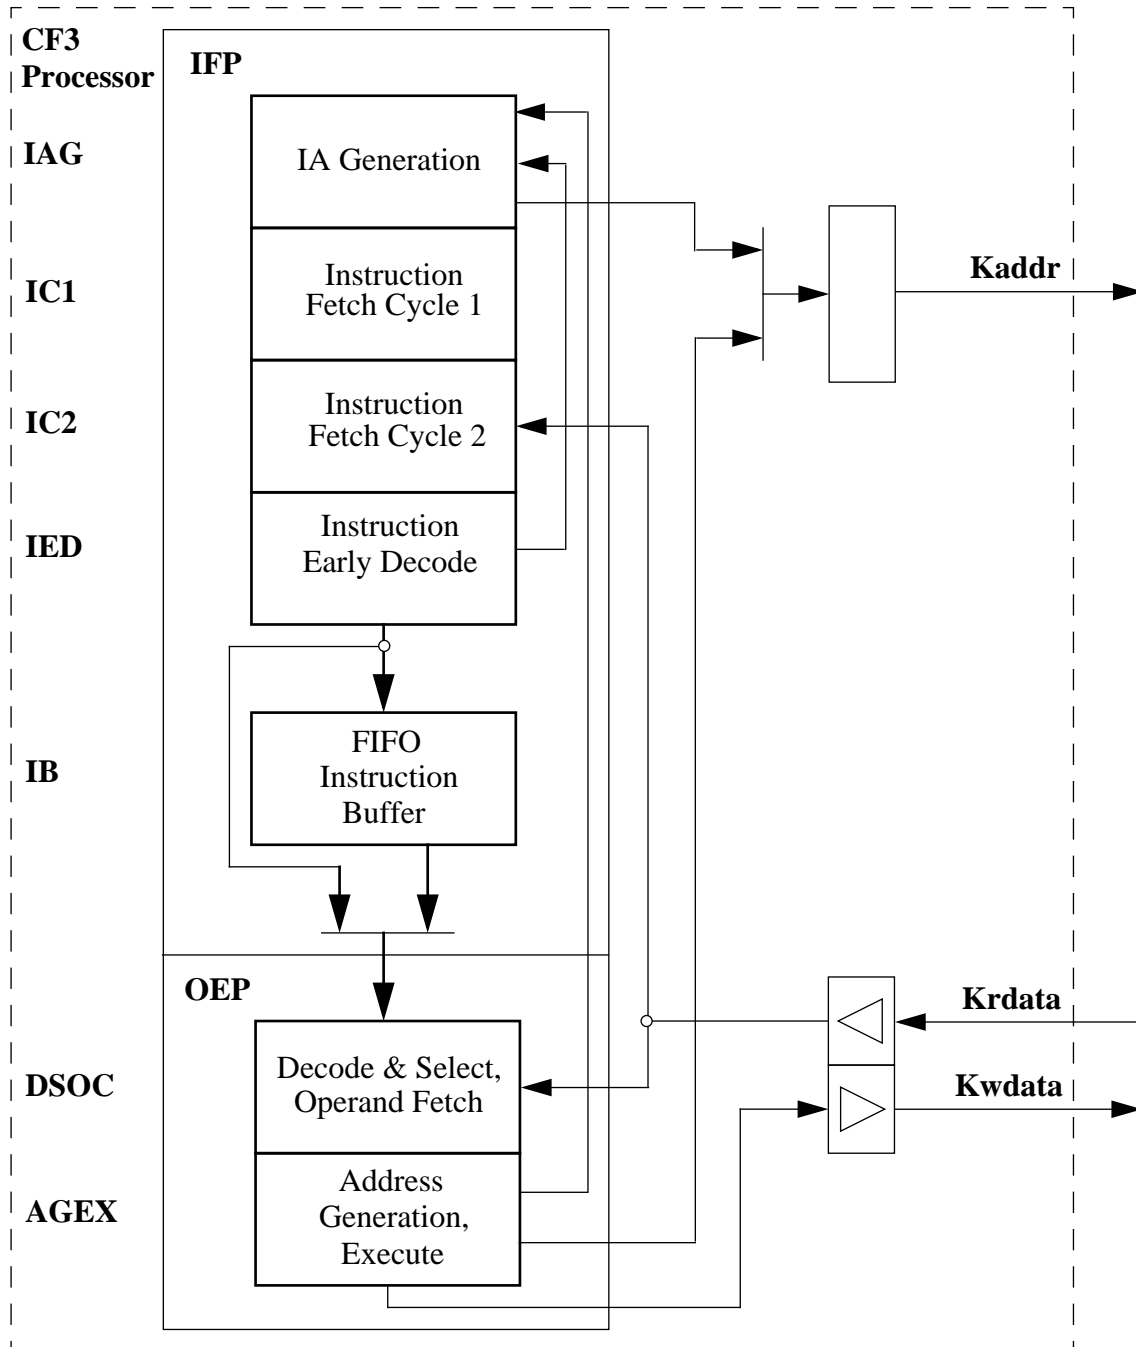 CF3
Processor
IFP
IAG
IA Generation
IC1
Instruction
Fetch Cycle 1
Kaddr
IC2
Instruction
Fetch Cycle 2
IED
Instruction
Early Decode
IB
FIFO
Instruction
Buffer
OEP
Krdata
DSOC
Decode & Select,
Operand Fetch
Kwdata
AGEX
Address
Generation,
Execute